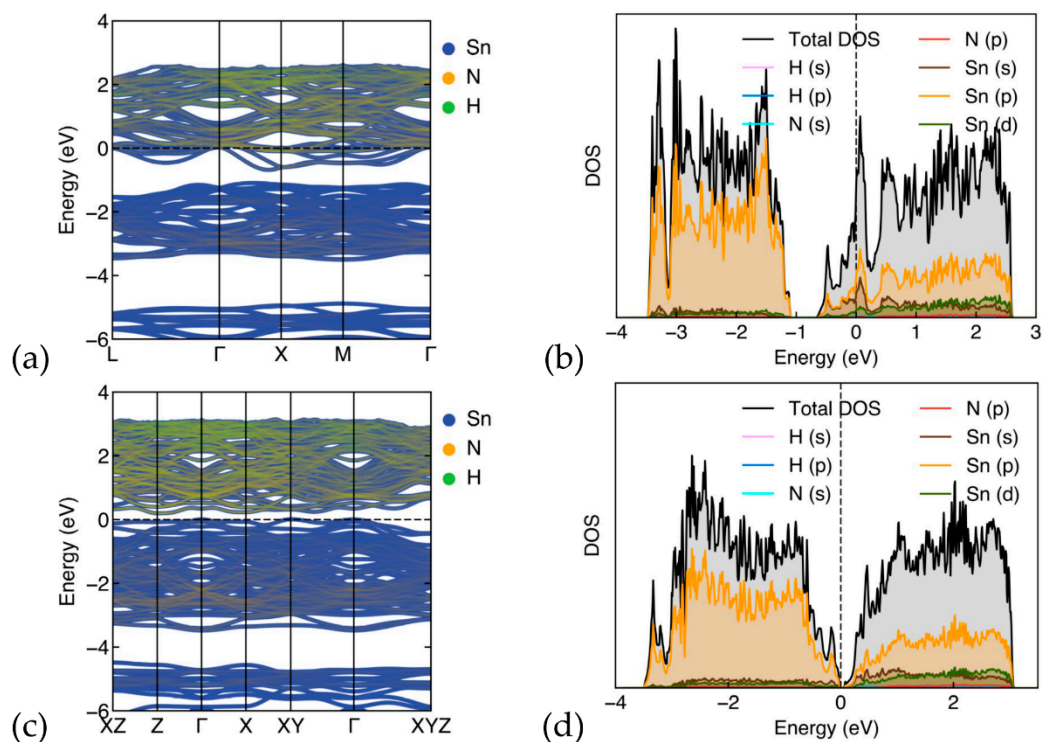 (a)
Energy (eV)
4
2
0
−2
−4
−6
L Γ X M Γ
Sn
N
H
(b)
DOS
Total DOS
H (s)
H (p)
N (s)
N (p)
Sn (s)
Sn (p)
Sn (d)
−4 −3 −2 −1 0 1 2 3
Energy (eV)
(c)
Energy (eV)
4
2
0
−2
−4
−6
XZ Z Γ X XY Γ XYZ
Sn
N
H
(d)
DOS
Total DOS
H (s)
H (p)
N (s)
N (p)
Sn (s)
Sn (p)
Sn (d)
−4 −2 0 2
Energy (eV)